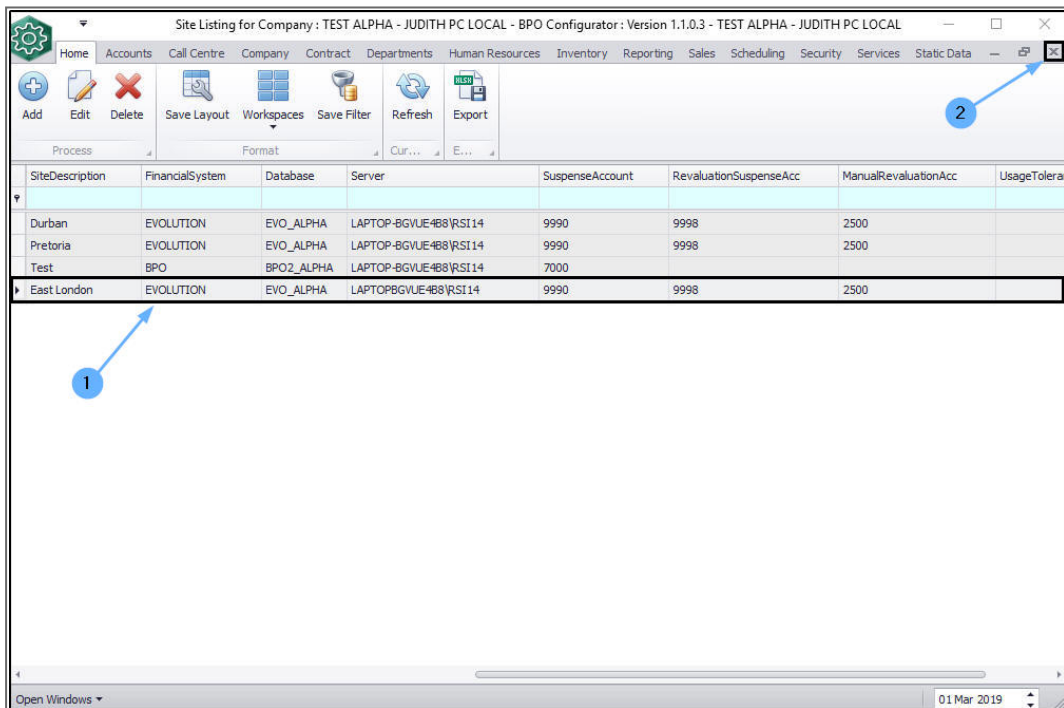 Site Listing for Company : TEST ALPHA - JUDITH PC LOCAL - BPO Configurator : Version 1.1.0.3 - TEST ALPHA - JUDITH PC LOCAL
Home Accounts Call Centre Company Contract Departments Human Resources Inventory Reporting Sales Scheduling Security Services Static Data
XLSX
Add Edit Delete Save Layout Workspaces Save Filter Refresh Export
2
Process Format Cur... E...
SiteDescription FinancialSystem Database Server SuspenseAccount RevaluationSuspenseAcc ManualRevaluationAcc UsageTolera
Durban EVOLUTION EVO_ALPHA LAPTOP-BGVUE4B8\RSI14 9990 9998 2500
Pretoria EVOLUTION EVO_ALPHA LAPTOP-BGVUE4B8\RSI14 9990 9998 2500
Test BPO BPO2_ALPHA LAPTOP-BGVUE4B8\RSI14 7000
East London EVOLUTION EVO_ALPHA LAPTOPBGVUE4B8\RSI14 9990 9998 2500
1
Open Windows 01 Mar 2019